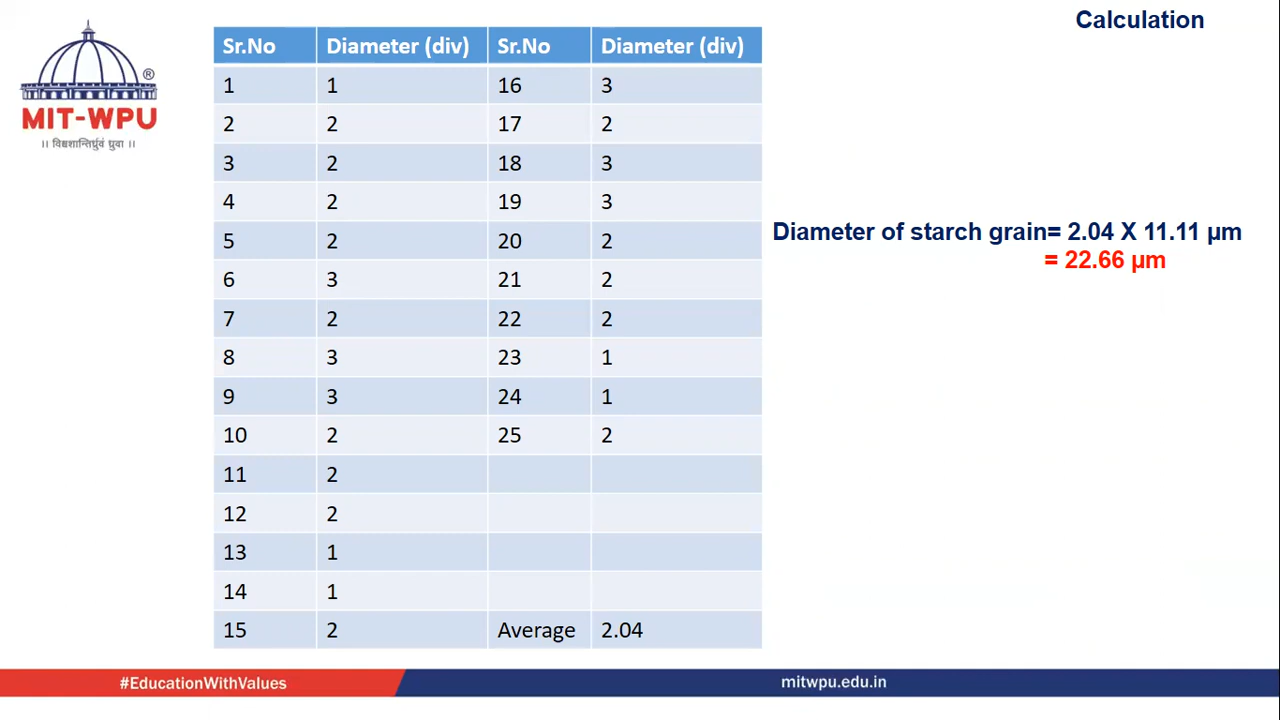 Calculation
®
MIT-WPU
।। विश्वशान्तिर्ध्रुवं ध्रुवा ।।
Sr.No Diameter (div) Sr.No Diameter (div)
1 1 16 3
2 2 17 2
3 2 18 3
4 2 19 3
5 2 20 2
6 3 21 2
7 2 22 2
8 3 23 1
9 3 24 1
10 2 25 2
11 2
12 2
13 1
14 1
15 2 Average 2.04
Diameter of starch grain= 2.04 X 11.11 µm
= 22.66 µm
#EducationWithValues
mitwpu.edu.in